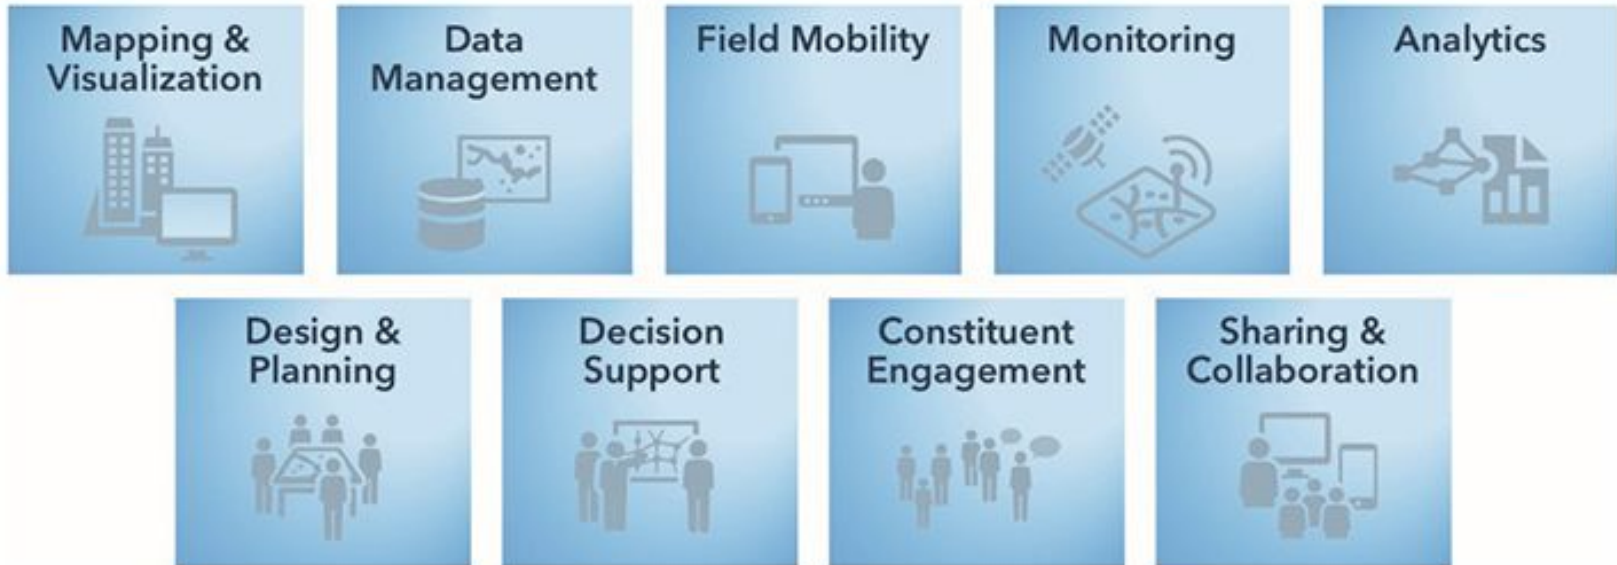 Mapping &
Visualization
Data
Management
Field Mobility
Monitoring
Analytics
Design &
Planning
Decision
Support
Constituent
Engagement
Sharing &
Collaboration